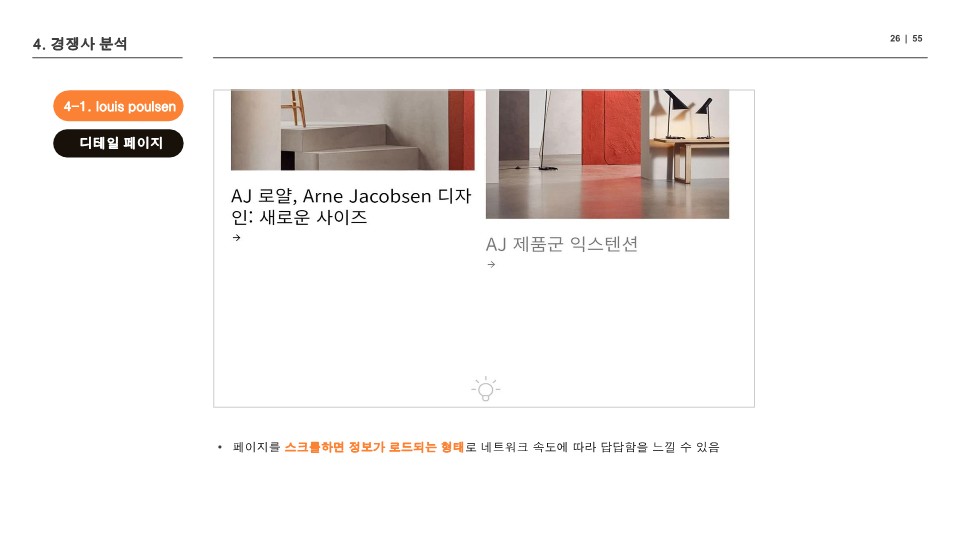 4. 경쟁사 분석
26 | 55
4-1. louis poulsen
디테일 페이지
AJ 로얄, Arne Jacobsen 디자
인: 새로운 사이즈
→
AJ 제품군 익스텐션
→
• 페이지를 스크롤하면 정보가 로드되는 형태로 네트워크 속도에 따라 답답함을 느낄 수 있음